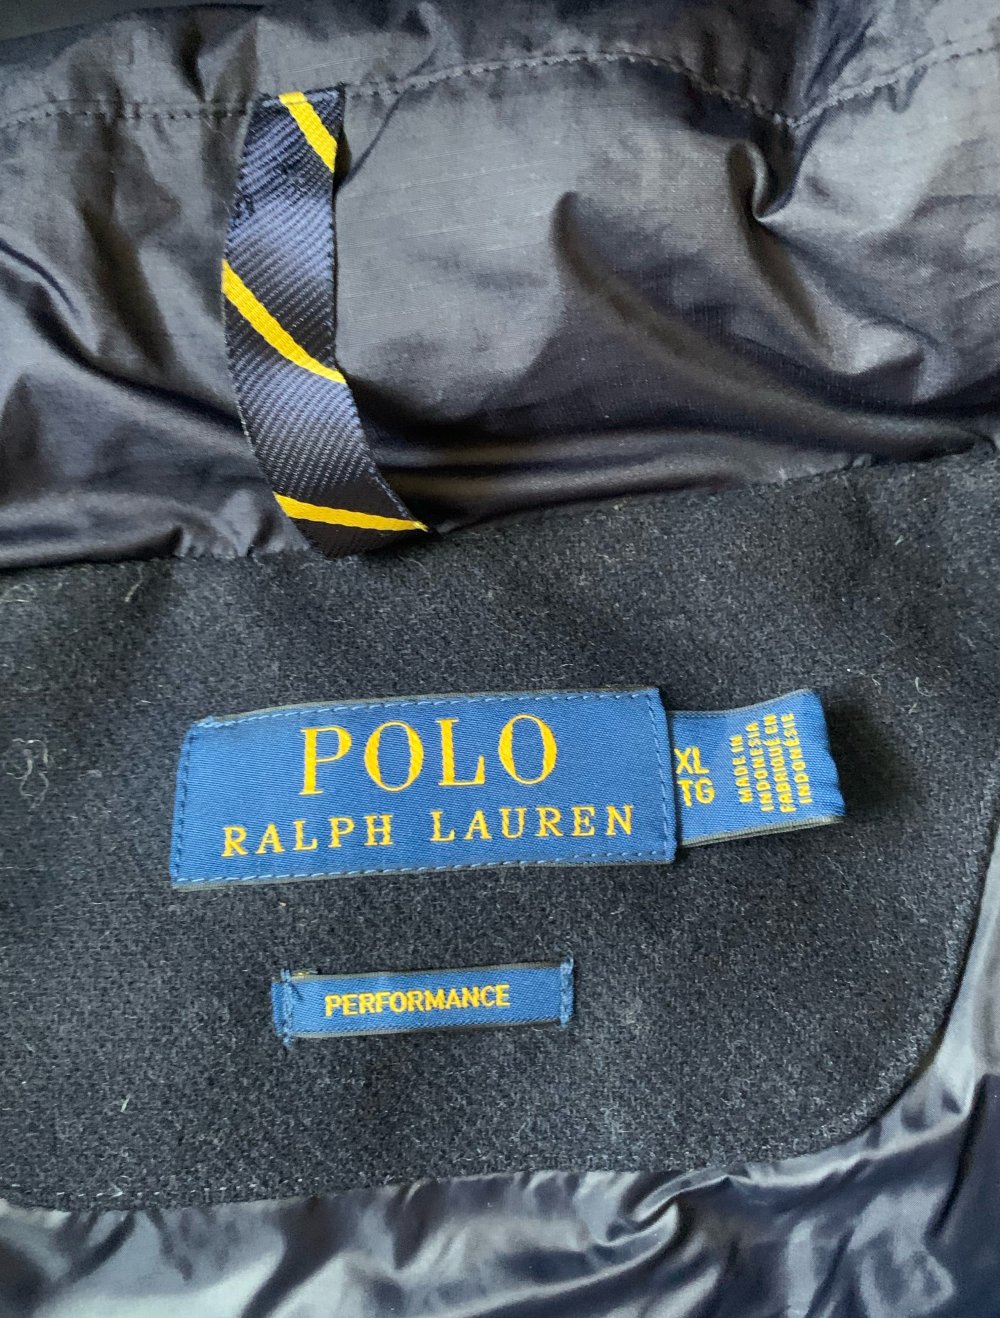 POLO
RALPH LAUREN
XL
TG
MADE IN
INDONESIA
FABRIQUÉ EN
INDONÉSIE
PERFORMANCE